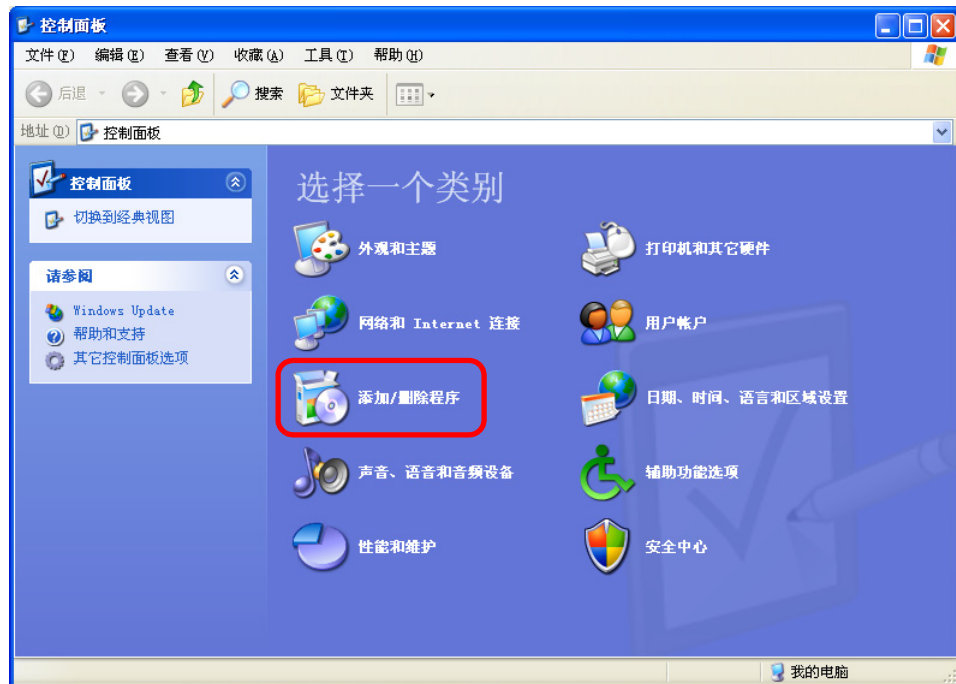 控制面板
文件(F) 编辑(E) 查看(V) 收藏(A) 工具(T) 帮助(H)
后退 搜索 文件夹
地址(D) 控制面板
控制面板
切换到经典视图
请参阅
Windows Update
帮助和支持
其它控制面板选项
选择一个类别
外观和主题
打印机和其它硬件
网络和 Internet 连接
用户帐户
添加/删除程序
日期、时间、语言和区域设置
声音、语音和音频设备
辅助功能选项
性能和维护
安全中心
我的电脑